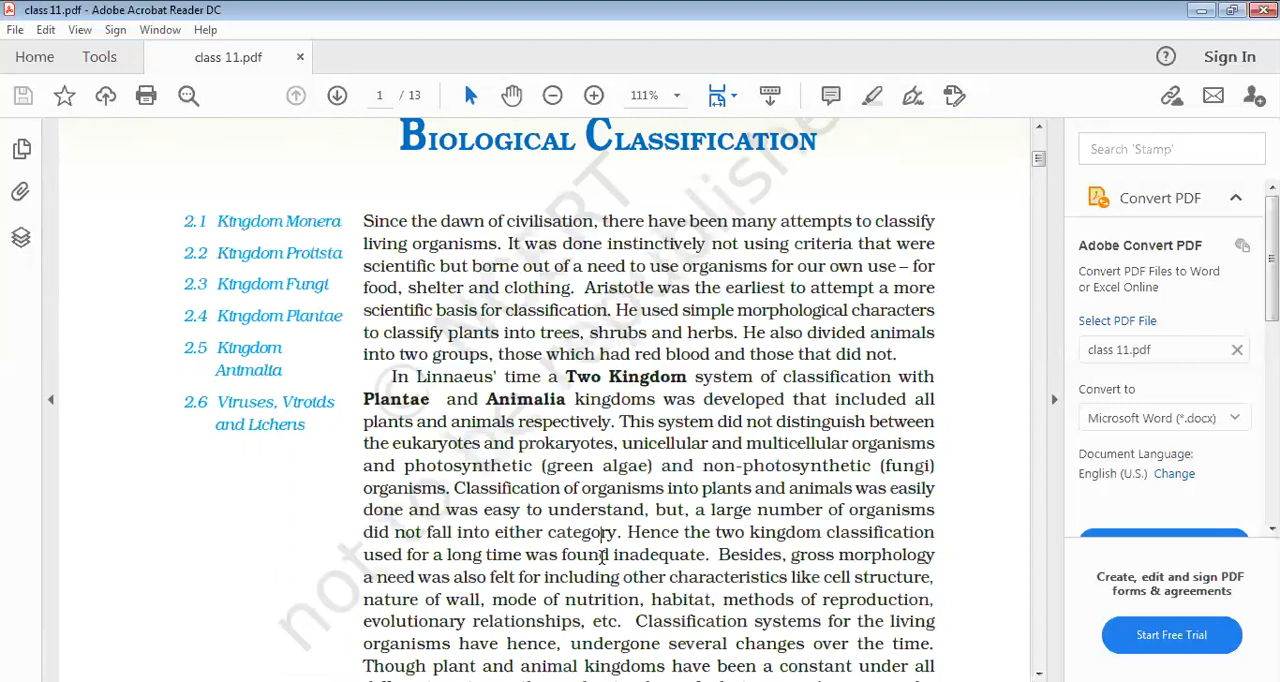 class 11.pdf - Adobe Acrobat Reader DC
File Edit View Sign Window Help
Home Tools class 11.pdf × Sign In
1 / 13 111%
BIOLOGICAL CLASSIFICATION
2.1 Kingdom Monera
2.2 Kingdom Protista
2.3 Kingdom Fungi
2.4 Kingdom Plantae
2.5 Kingdom
Animalia
2.6 Viruses, Viroids
and Lichens
Since the dawn of civilisation, there have been many attempts to classify
living organisms. It was done instinctively not using criteria that were
scientific but borne out of a need to use organisms for our own use – for
food, shelter and clothing. Aristotle was the earliest to attempt a more
scientific basis for classification. He used simple morphological characters
to classify plants into trees, shrubs and herbs. He also divided animals
into two groups, those which had red blood and those that did not.
In Linnaeus' time a Two Kingdom system of classification with
Plantae and Animalia kingdoms was developed that included all
plants and animals respectively. This system did not distinguish between
the eukaryotes and prokaryotes, unicellular and multicellular organisms
and photosynthetic (green algae) and non-photosynthetic (fungi)
organisms. Classification of organisms into plants and animals was easily
done and was easy to understand, but, a large number of organisms
did not fall into either category. Hence the two kingdom classification
used for a long time was found inadequate. Besides, gross morphology
a need was also felt for including other characteristics like cell structure,
nature of wall, mode of nutrition, habitat, methods of reproduction,
evolutionary relationships, etc. Classification systems for the living
organisms have hence, undergone several changes over the time.
Though plant and animal kingdoms have been a constant under all
© NCERT
not to be republished
Search 'Stamp'
Convert PDF
Adobe Convert PDF
Convert PDF Files to Word
or Excel Online
Select PDF File
class 11.pdf
Convert to
Microsoft Word (*.docx)
Document Language:
English (U.S.) Change
Create, edit and sign PDF
forms & agreements
Start Free Trial